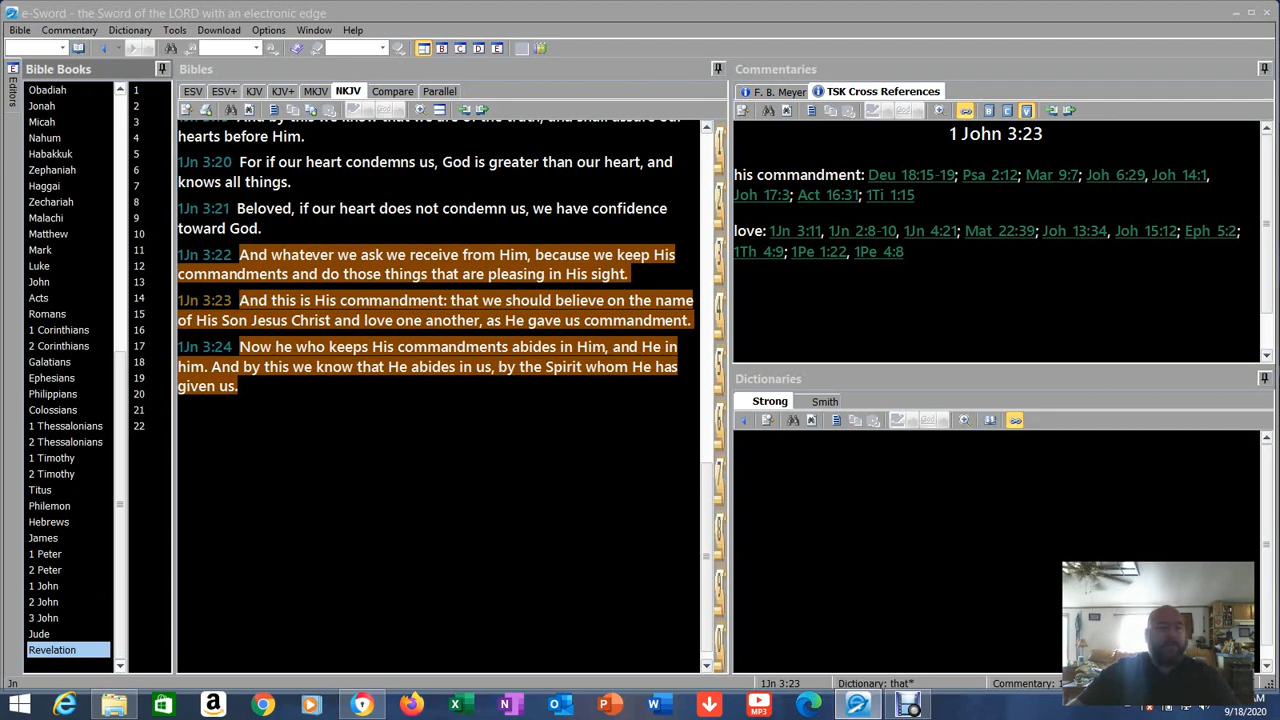 e-Sword - the Sword of the LORD with an electronic edge
Bible Commentary Dictionary Tools Download Options Window Help
B C D E
Editors
Bible Books
Obadiah 1
Jonah 2
Micah 3
Nahum 4
Habakkuk 5
Zephaniah 6
Haggai 7
Zechariah 8
Malachi 9
Matthew 10
Mark 11
Luke 12
John 13
Acts 14
Romans 15
1 Corinthians 16
2 Corinthians 17
Galatians 18
Ephesians 19
Philippians 20
Colossians 21
1 Thessalonians 22
2 Thessalonians
1 Timothy
2 Timothy
Titus
Philemon
Hebrews
James
1 Peter
2 Peter
1 John
2 John
3 John
Jude
Revelation
Bibles
ESV ESV+ KJV KJV+ MKJV NKJV Compare Parallel
hearts before Him.
1Jn 3:20 For if our heart condemns us, God is greater than our heart, and
knows all things.
1Jn 3:21 Beloved, if our heart does not condemn us, we have confidence
toward God.
1Jn 3:22 And whatever we ask we receive from Him, because we keep His
commandments and do those things that are pleasing in His sight.
1Jn 3:23 And this is His commandment: that we should believe on the name
of His Son Jesus Christ and love one another, as He gave us commandment.
1Jn 3:24 Now he who keeps His commandments abides in Him, and He in
him. And by this we know that He abides in us, by the Spirit whom He has
given us.
Commentaries
F. B. Meyer TSK Cross References
B C V
1 John 3:23
his commandment: Deu 18:15-19; Psa 2:12; Mar 9:7; Joh 6:29, Joh 14:1,
Joh 17:3; Act 16:31; 1Ti 1:15
love: 1Jn 3:11, 1Jn 2:8-10, 1Jn 4:21; Mat 22:39; Joh 13:34, Joh 15:12; Eph 5:2;
1Th 4:9; 1Pe 1:22, 1Pe 4:8
Dictionaries
Strong Smith
Jn 1Jn 3:23 Dictionary: that* Commentary: 1
MP3
9/18/2020